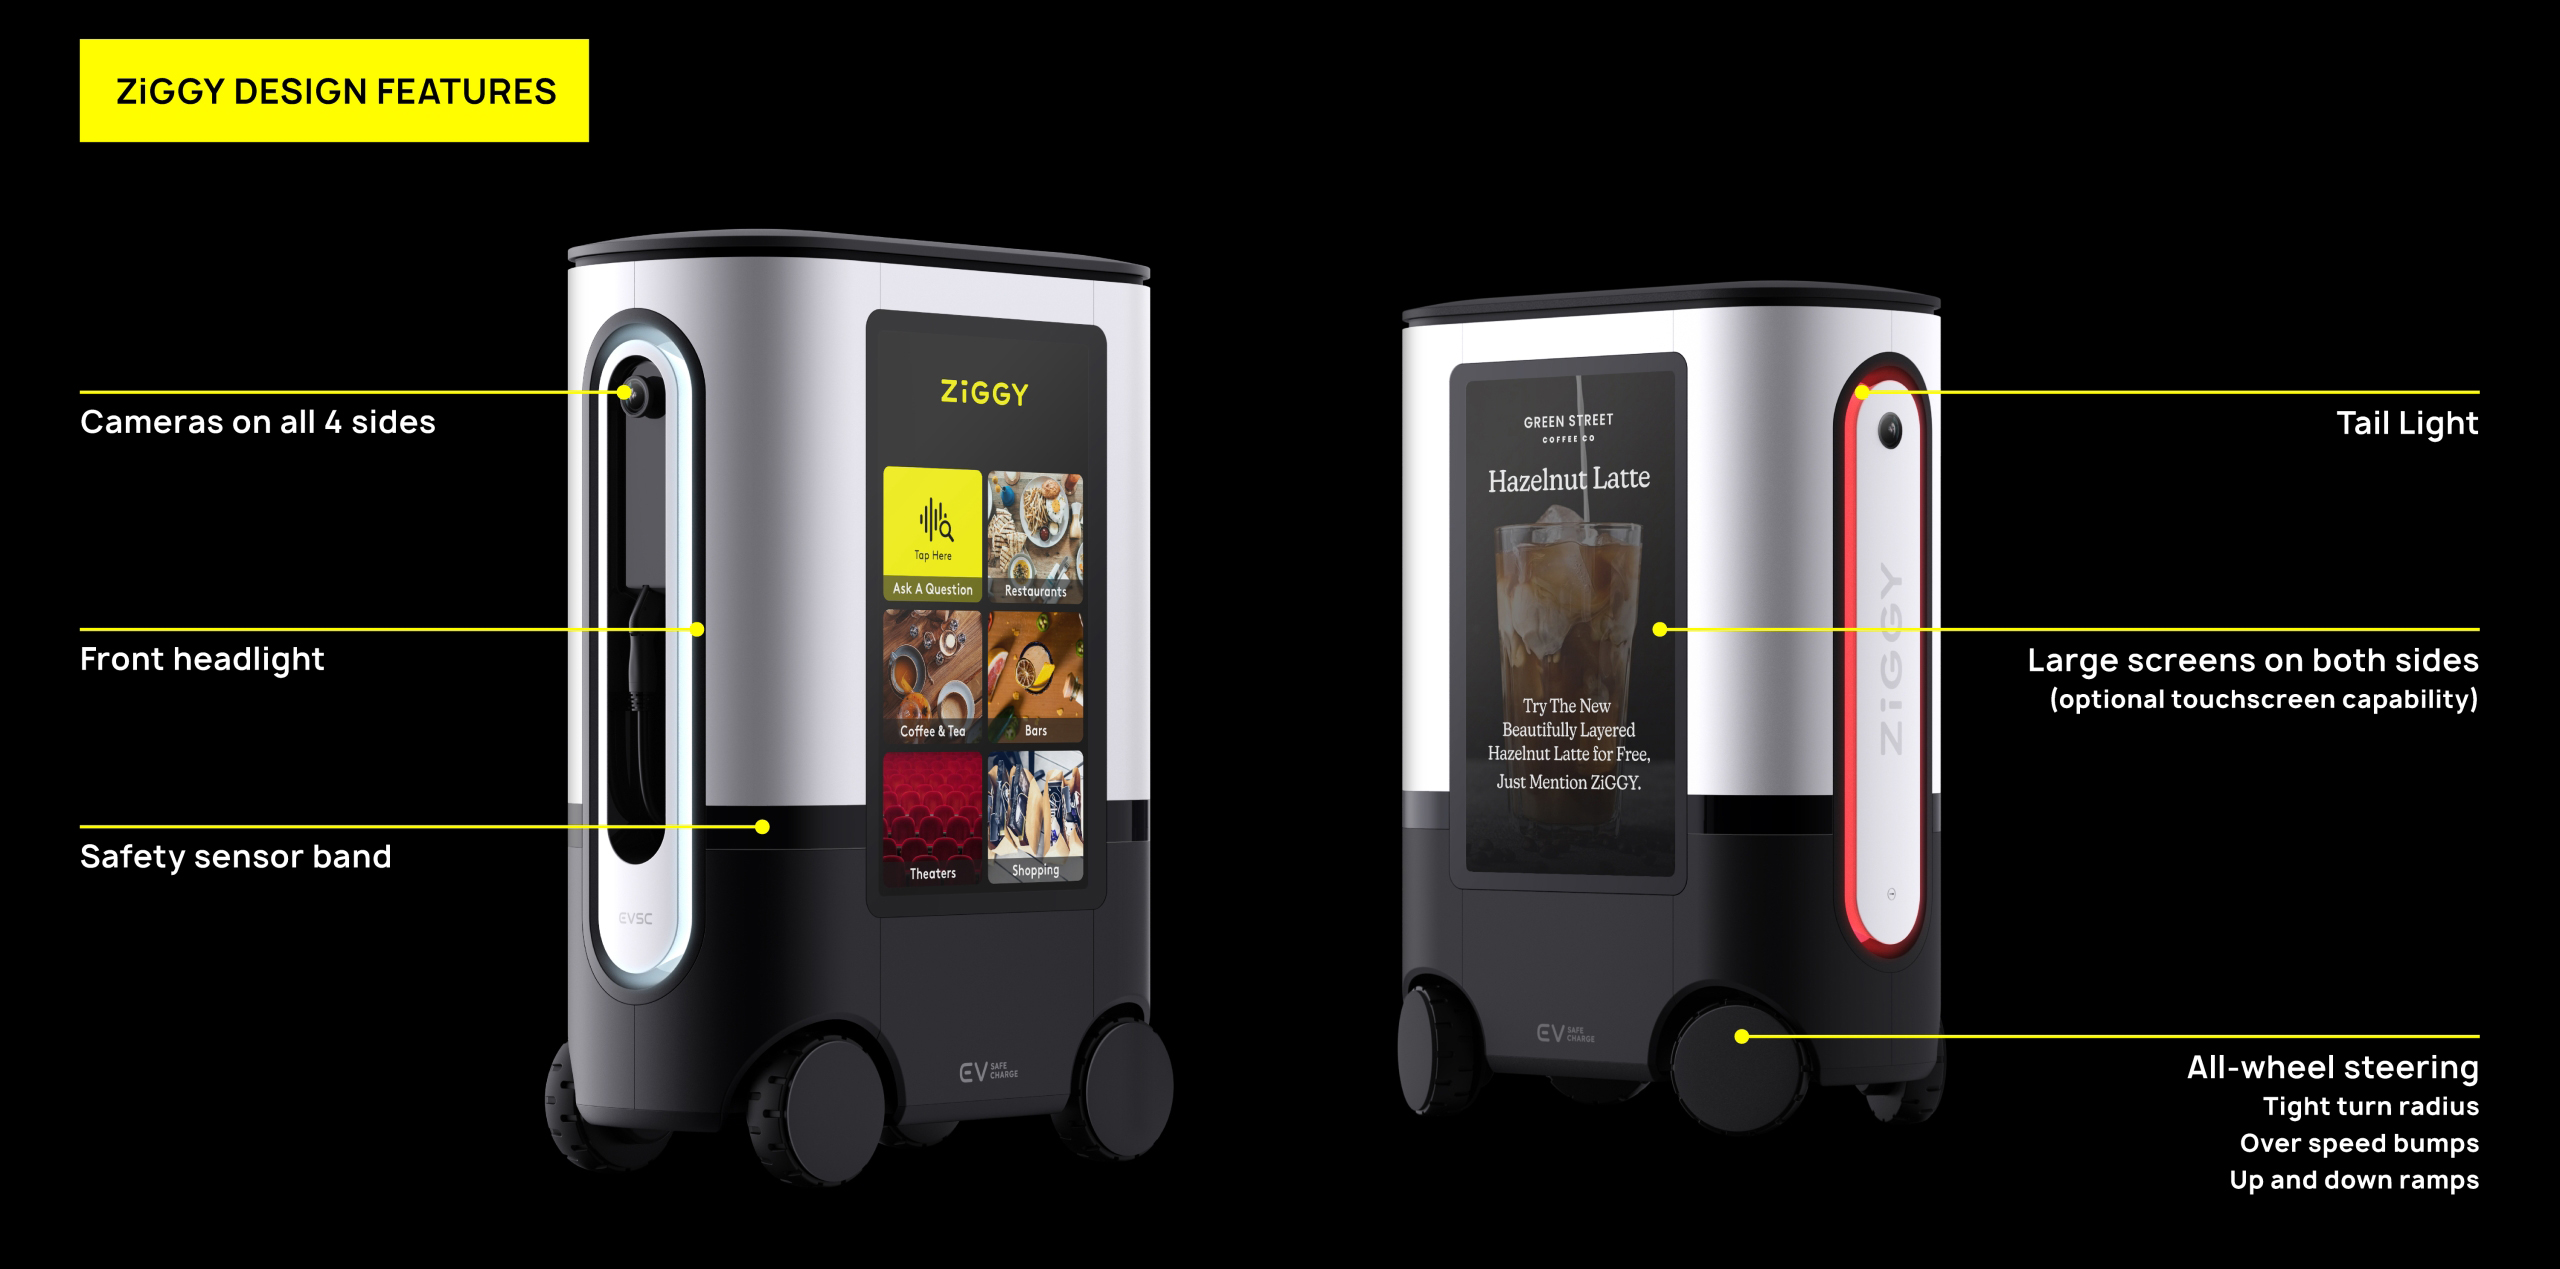 ZiGGY DESIGN FEATURES
Cameras on all 4 sides
Front headlight
Safety sensor band
EVSC
ZiGGY
Tap Here
Ask A Question
Restaurants
Coffee & Tea
Bars
Theaters
Shopping
EV SAFE
CHARGE
GREEN STREET
COFFEE CO
Hazelnut Latte
Try The New
Beautifully Layered
Hazelnut Latte for Free,
Just Mention ZiGGY.
EV SAFE
CHARGE
ZiGGY
Tail Light
Large screens on both sides
(optional touchscreen capability)
All-wheel steering
Tight turn radius
Over speed bumps
Up and down ramps